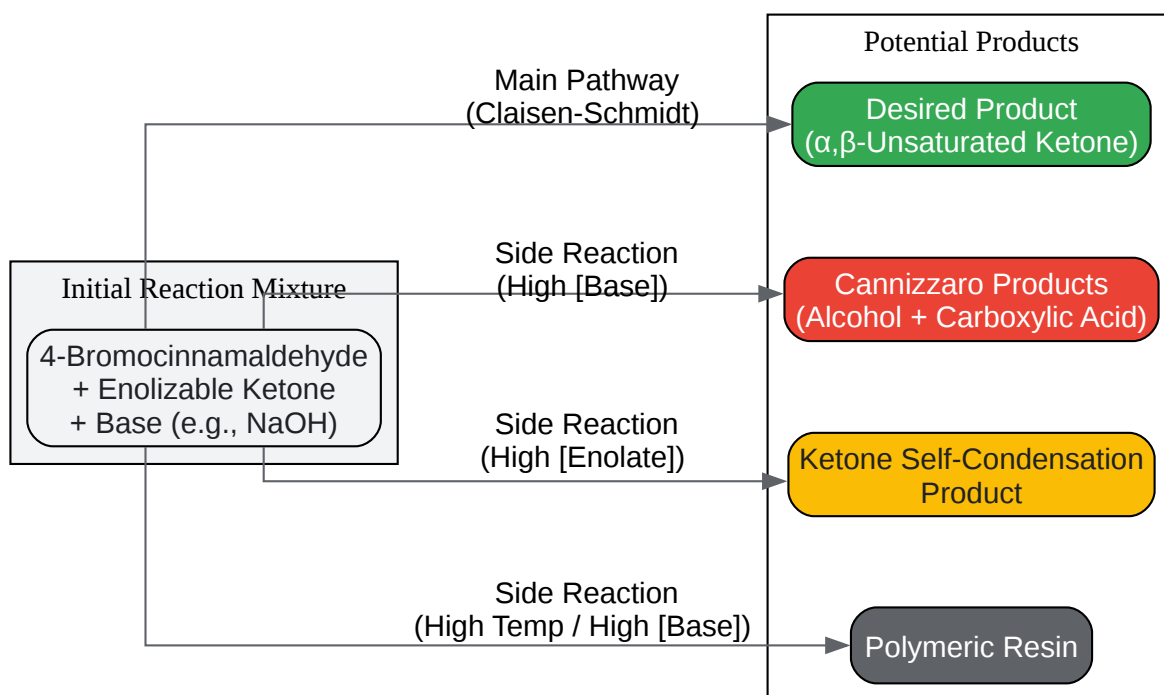 Potential Products
Main Pathway
(Claisen-Schmidt)
Desired Product
(α,β-Unsaturated Ketone)
Initial Reaction Mixture
4-Bromocinnamaldehyde
+ Enolizable Ketone
+ Base (e.g., NaOH)
Side Reaction
(High [Base])
Cannizzaro Products
(Alcohol + Carboxylic Acid)
Side Reaction
(High [Enolate])
Ketone Self-Condensation
Product
Side Reaction
(High Temp / High [Base])
Polymeric Resin